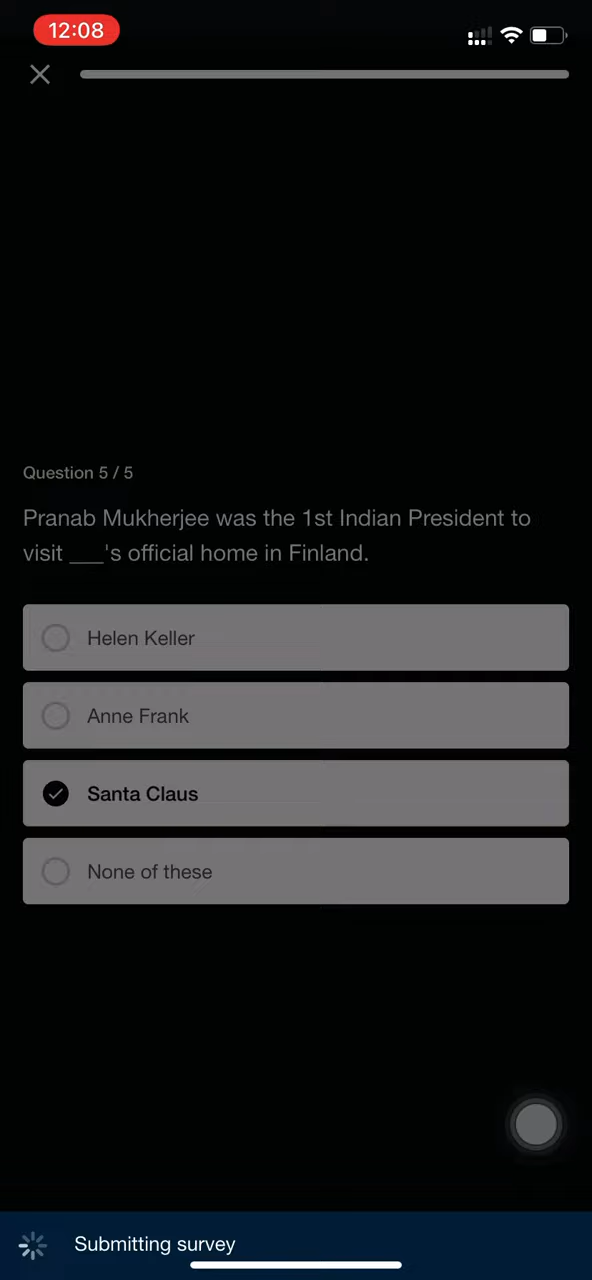 12:08
Question 5 / 5
Pranab Mukherjee was the 1st Indian President to
visit ___'s official home in Finland.
Helen Keller
Anne Frank
Santa Claus
None of these
Submitting survey